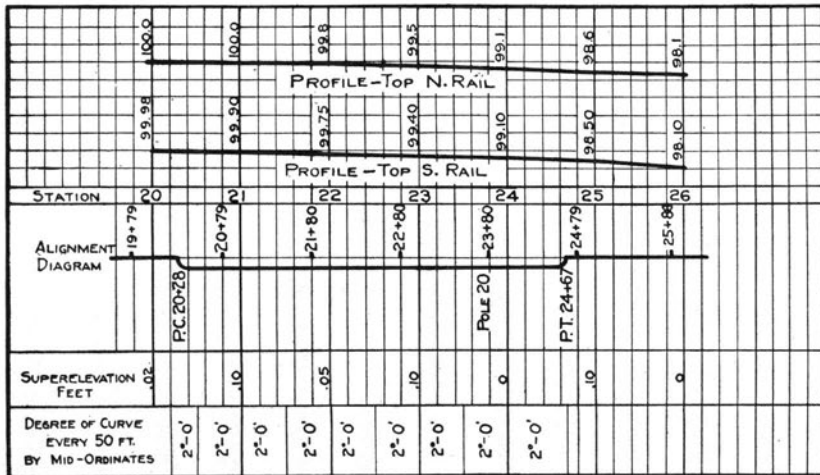 100.0 100.0 99.8 99.5 99.1 98.6 98.1
PROFILE-TOP N. RAIL
99.98 99.90 99.75 99.40 99.10 98.50 98.10
PROFILE-TOP S. RAIL
STATION 20 21 22 23 24 25 26
19+79 20+79 21+80 22+80 23+80 24+79 25+88
ALIGNMENT
DIAGRAM
P.C. 20+28 POLE 20 P.T. 24+67
SUPERELEVATION
FEET
.02 .10 .05 .10 0 .10 0
DEGREE OF CURVE
EVERY 50 FT.
BY MID-ORDINATES
2°-0' 2°-0' 2°-0' 2°-0' 2°-0' 2°-0' 2°-0' 2°-0' 2°-0'